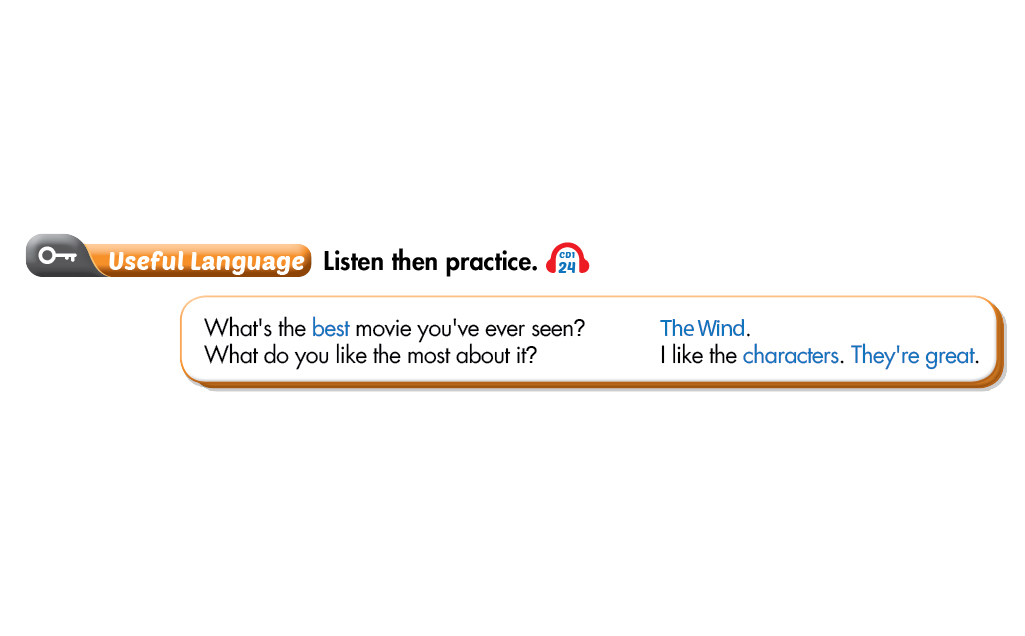 Useful Language Listen then practice. CD1 24
What's the best movie you've ever seen? The Wind.
What do you like the most about it? I like the characters. They're great.